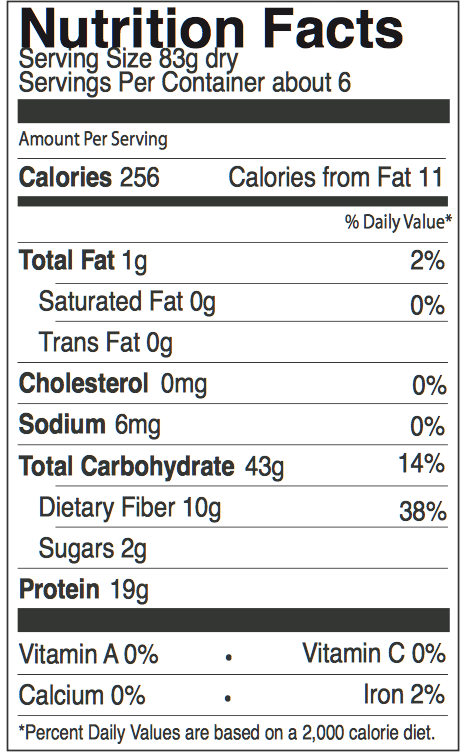 Nutrition Facts
Serving Size 83g dry
Servings Per Container about 6
Amount Per Serving
Calories 256 Calories from Fat 11
% Daily Value*
Total Fat 1g 2%
Saturated Fat 0g 0%
Trans Fat 0g
Cholesterol 0mg 0%
Sodium 6mg 0%
Total Carbohydrate 43g 14%
Dietary Fiber 10g 38%
Sugars 2g
Protein 19g
Vitamin A 0% • Vitamin C 0%
Calcium 0% • Iron 2%
*Percent Daily Values are based on a 2,000 calorie diet.